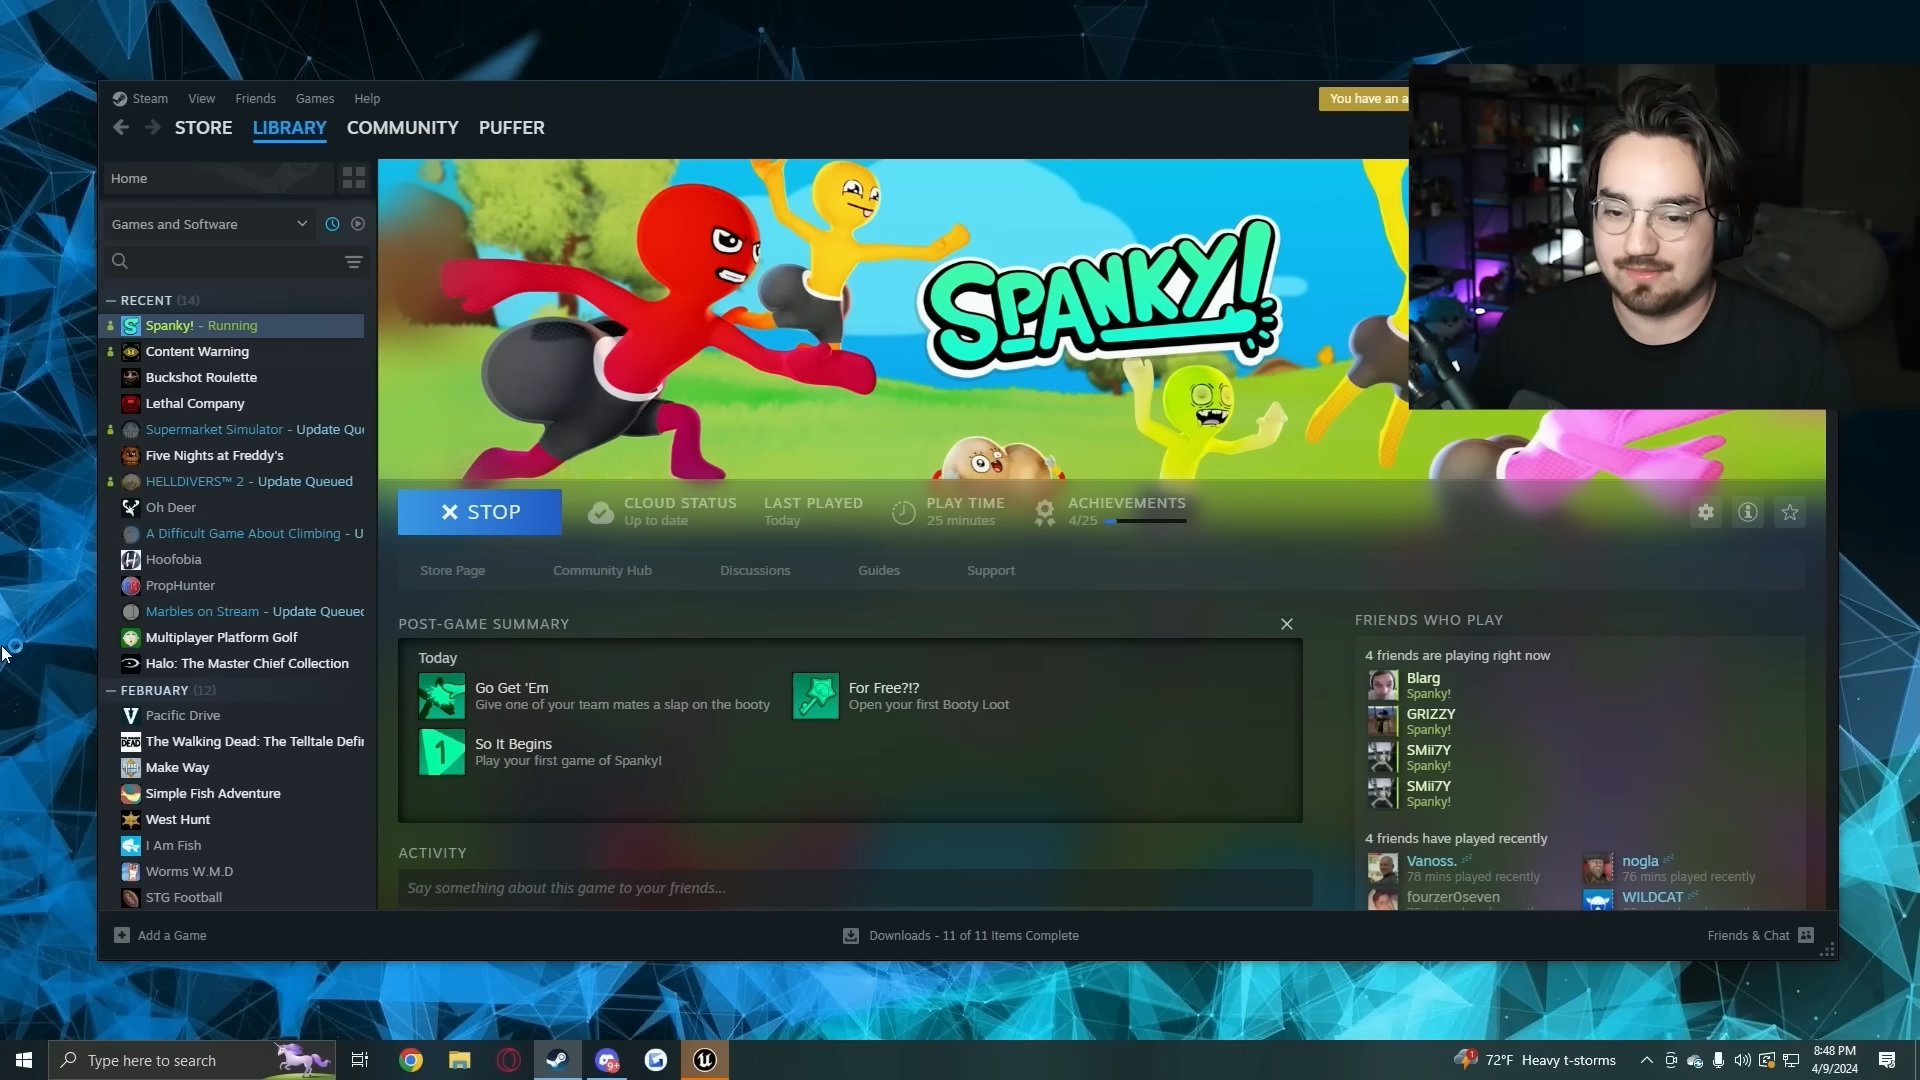 Steam View Friends Games Help
You have an a
STORE LIBRARY COMMUNITY PUFFER
Home
Games and Software
RECENT (14)
Spanky! - Running
Content Warning
Buckshot Roulette
Lethal Company
Supermarket Simulator - Update Que
Five Nights at Freddy's
HELLDIVERS™ 2 - Update Queued
Oh Deer
A Difficult Game About Climbing - U
Hoofobia
PropHunter
Marbles on Stream - Update Queued
Multiplayer Platform Golf
Halo: The Master Chief Collection
FEBRUARY (12)
Pacific Drive
The Walking Dead: The Telltale Defin
Make Way
Simple Fish Adventure
West Hunt
I Am Fish
Worms W.M.D
STG Football
SPANKY!
STOP
CLOUD STATUS
Up to date
LAST PLAYED
Today
PLAY TIME
25 minutes
ACHIEVEMENTS
4/25
Store Page Community Hub Discussions Guides Support
POST-GAME SUMMARY
Today
Go Get 'Em
Give one of your team mates a slap on the booty
For Free?!?
Open your first Booty Loot
1
So It Begins
Play your first game of Spanky!
ACTIVITY
Say something about this game to your friends...
FRIENDS WHO PLAY
4 friends are playing right now
Blarg
Spanky!
GRIZZY
Spanky!
SMii7Y
Spanky!
SMii7Y
Spanky!
4 friends have played recently
Vanoss. zzz
78 mins played recently
nogla zzz
76 mins played recently
fourzer0seven
WILDCAT zzz
Add a Game
Downloads - 11 of 11 Items Complete
Friends & Chat
Type here to search
9+
72°F Heavy t-storms
8:48 PM
4/9/2024